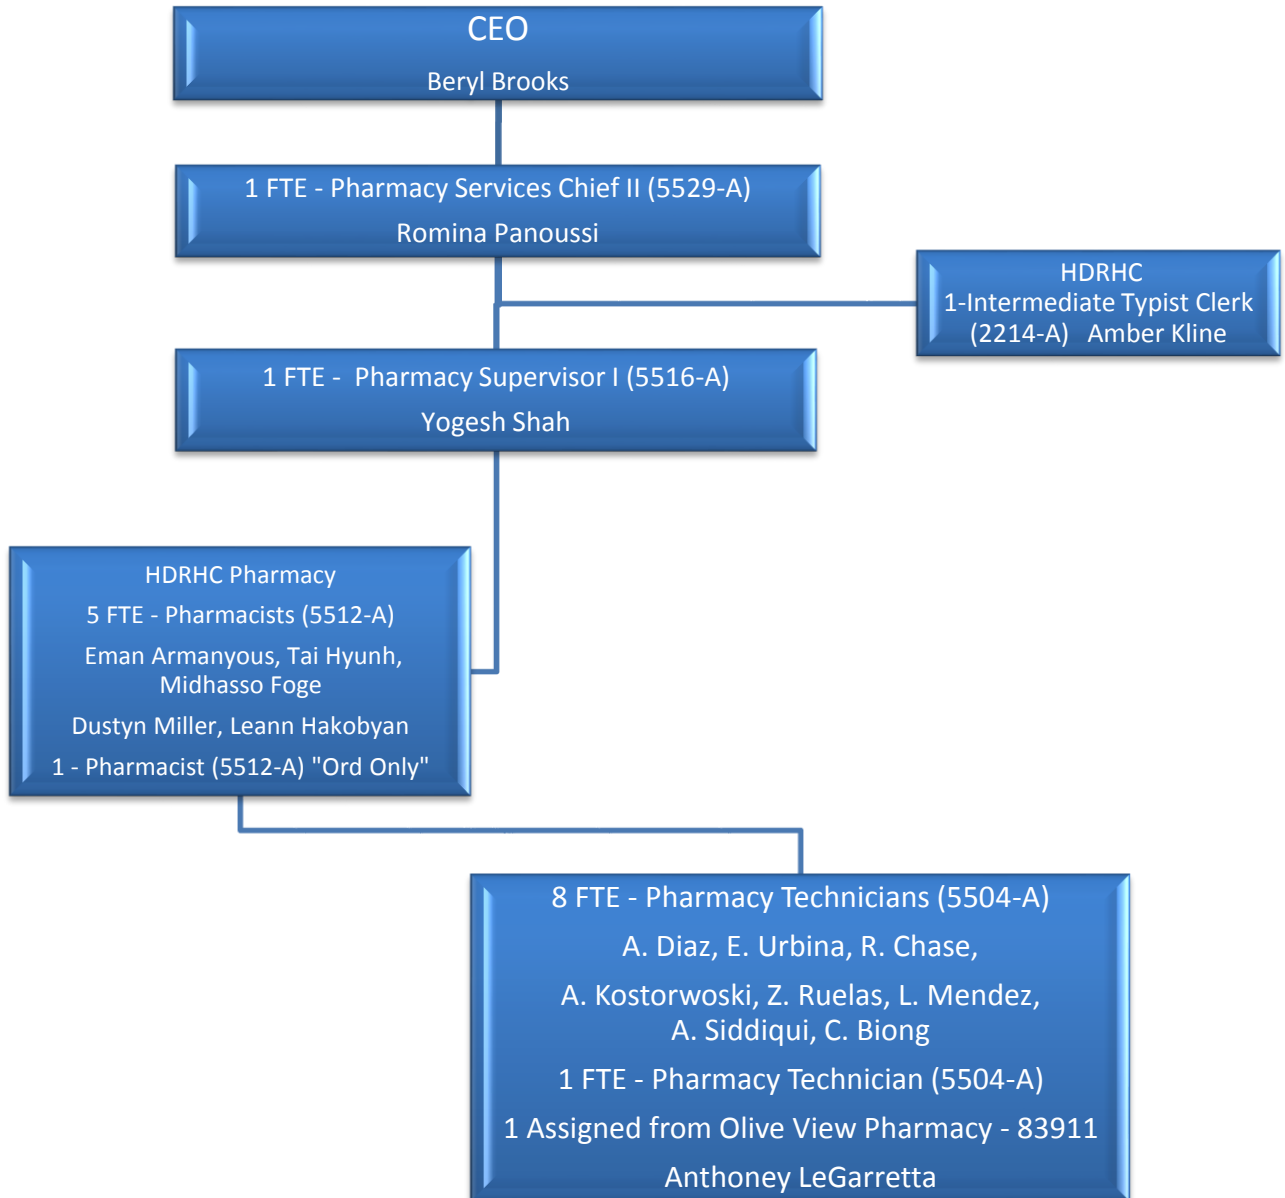 CEO
Beryl Brooks
1 FTE - Pharmacy Services Chief II (5529-A)
Romina Panoussi
HDRHC
1-Intermediate Typist Clerk
(2214-A) Amber Kline
1 FTE - Pharmacy Supervisor I (5516-A)
Yogesh Shah
HDRHC Pharmacy
5 FTE - Pharmacists (5512-A)
Eman Armanyous, Tai Hyunh,
Midhasso Foge
Dustyn Miller, Leann Hakobyan
1 - Pharmacist (5512-A) "Ord Only"
8 FTE - Pharmacy Technicians (5504-A)
A. Diaz, E. Urbina, R. Chase,
A. Kostorwoski, Z. Ruelas, L. Mendez,
A. Siddiqui, C. Biong
1 FTE - Pharmacy Technician (5504-A)
1 Assigned from Olive View Pharmacy - 83911
Anthoney LeGarretta